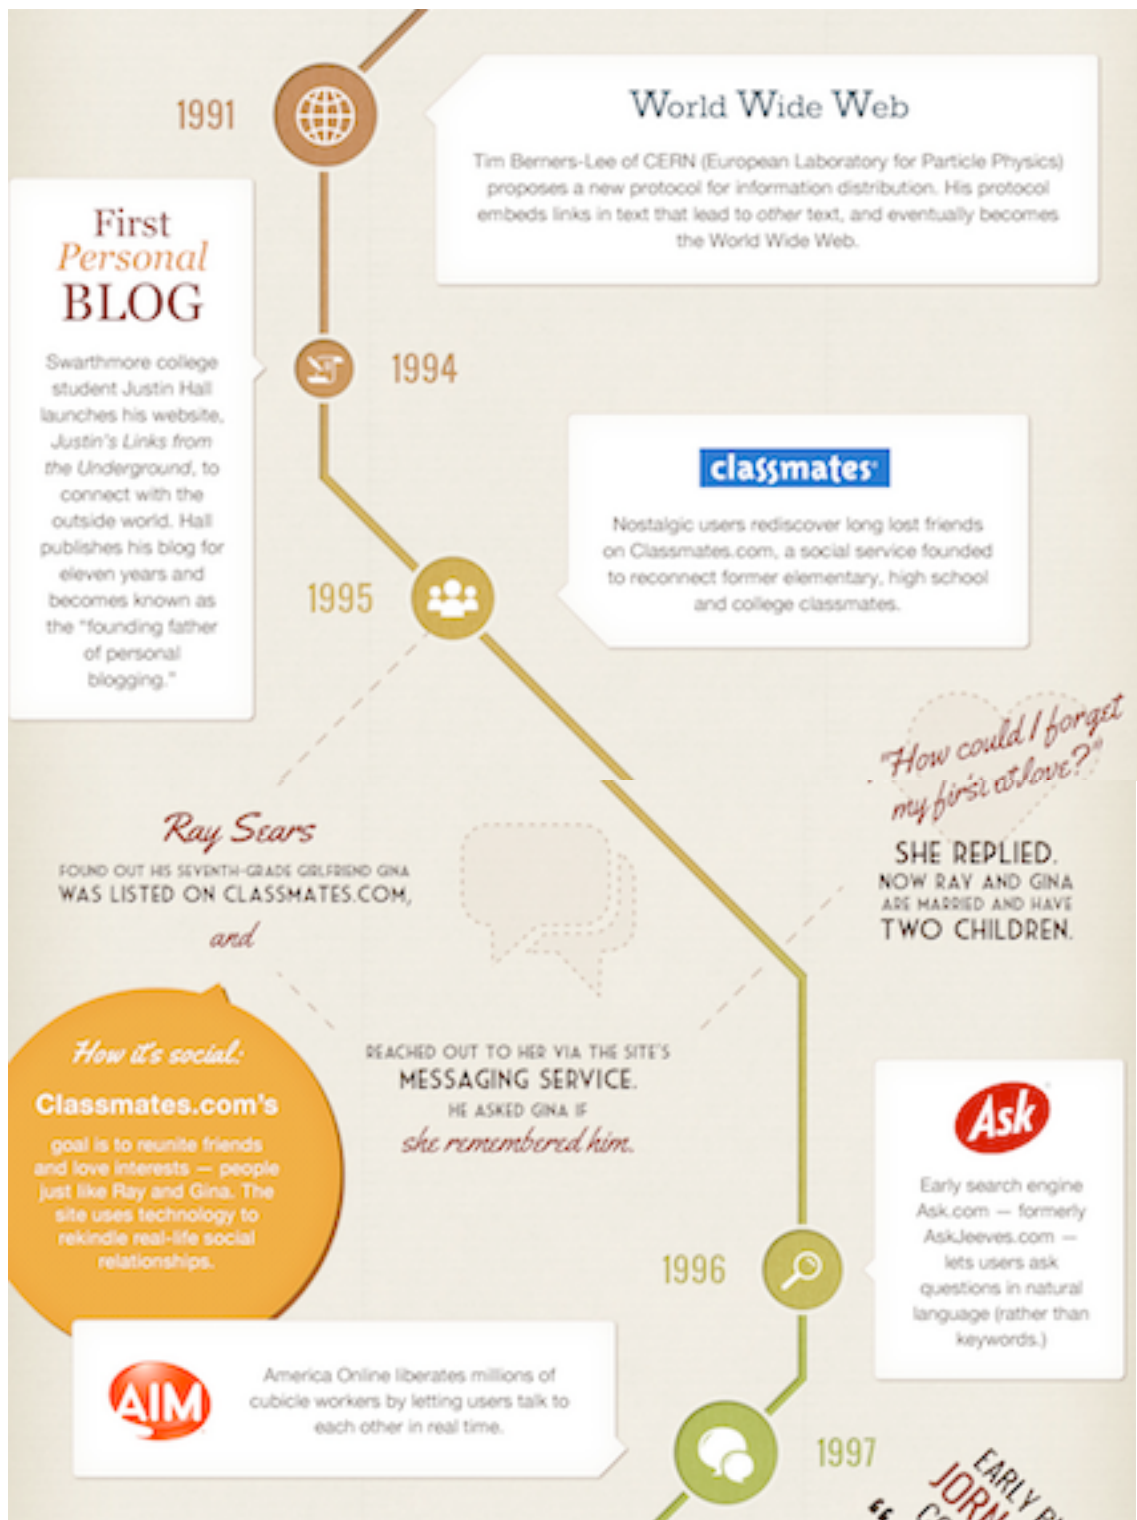 1991
World Wide Web
Tim Berners-Lee of CERN (European Laboratory for Particle Physics)
proposes a new protocol for information distribution. His protocol
embeds links in text that lead to other text, and eventually becomes
the World Wide Web.
First
Personal
BLOG
Swarthmore college
student Justin Hall
launches his website,
Justin's Links from
the Underground, to
connect with the
outside world. Hall
publishes his blog for
eleven years and
becomes known as
the "founding father
of personal
blogging."
1994
classmates
Nostalgic users rediscover long lost friends
on Classmates.com, a social service founded
to reconnect former elementary, high school
and college classmates.
1995
Ray Sears
FOUND OUT HIS SEVENTH-GRADE GIRLFRIEND GINA
WAS LISTED ON CLASSMATES.COM,
and
REACHED OUT TO HER VIA THE SITE'S
MESSAGING SERVICE.
HE ASKED GINA IF
she remembered him.
"How could I forget
my first love?"
SHE REPLIED.
NOW RAY AND GINA
ARE MARRIED AND HAVE
TWO CHILDREN.
How it's social:
Classmates.com's
goal is to reunite friends
and love interests — people
just like Ray and Gina. The
site uses technology to
rekindle real-life social
relationships.
1996
Ask
Early search engine
Ask.com — formerly
AskJeeves.com —
lets users ask
questions in natural
language (rather than
keywords.)
AIM
America Online liberates millions of
cubicle workers by letting users talk to
each other in real time.
1997
EARLY
JORN